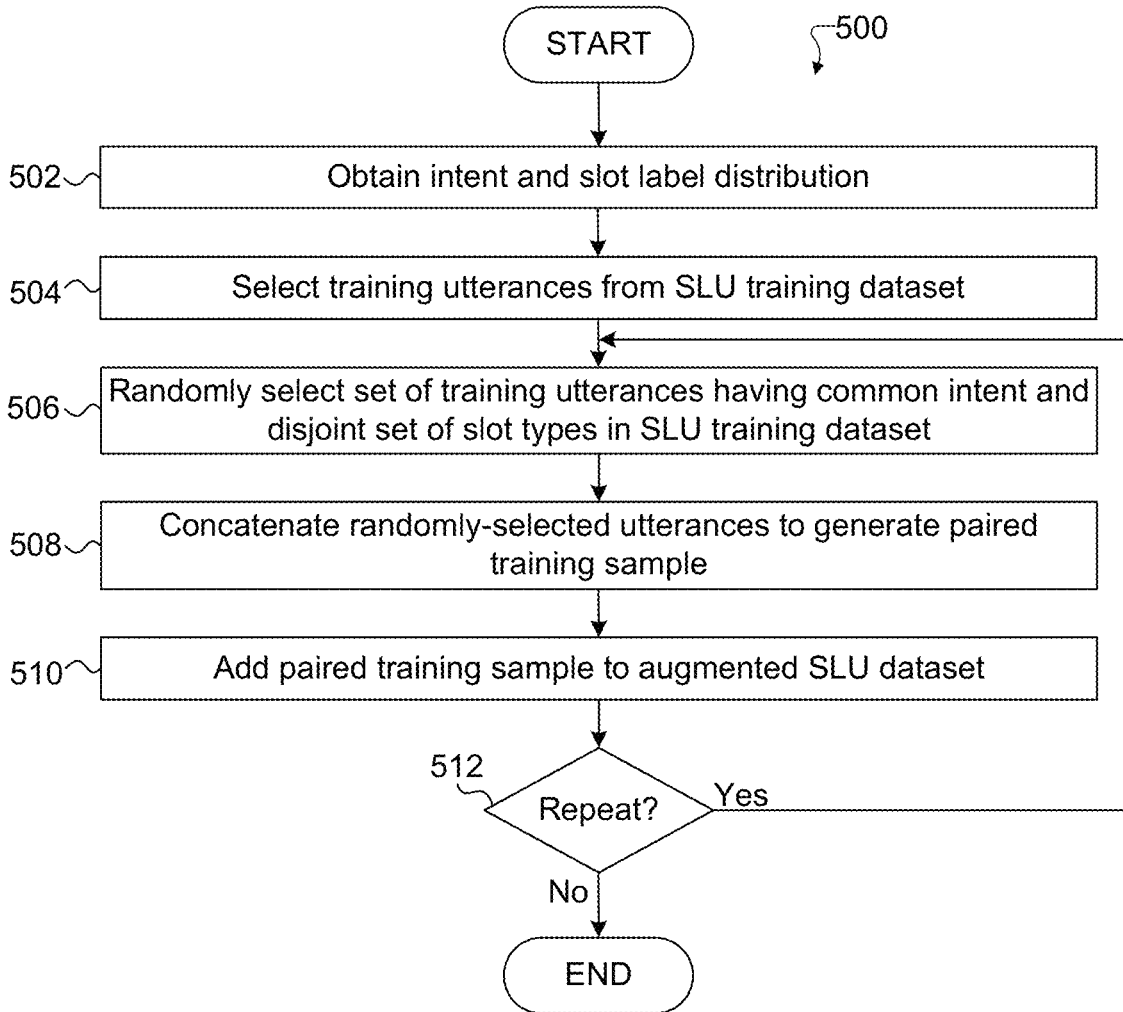 START
500
502
Obtain intent and slot label distribution
504
Select training utterances from SLU training dataset
506
Randomly select set of training utterances having common intent and
disjoint set of slot types in SLU training dataset
508
Concatenate randomly-selected utterances to generate paired
training sample
510
Add paired training sample to augmented SLU dataset
512
Repeat?
Yes
No
END